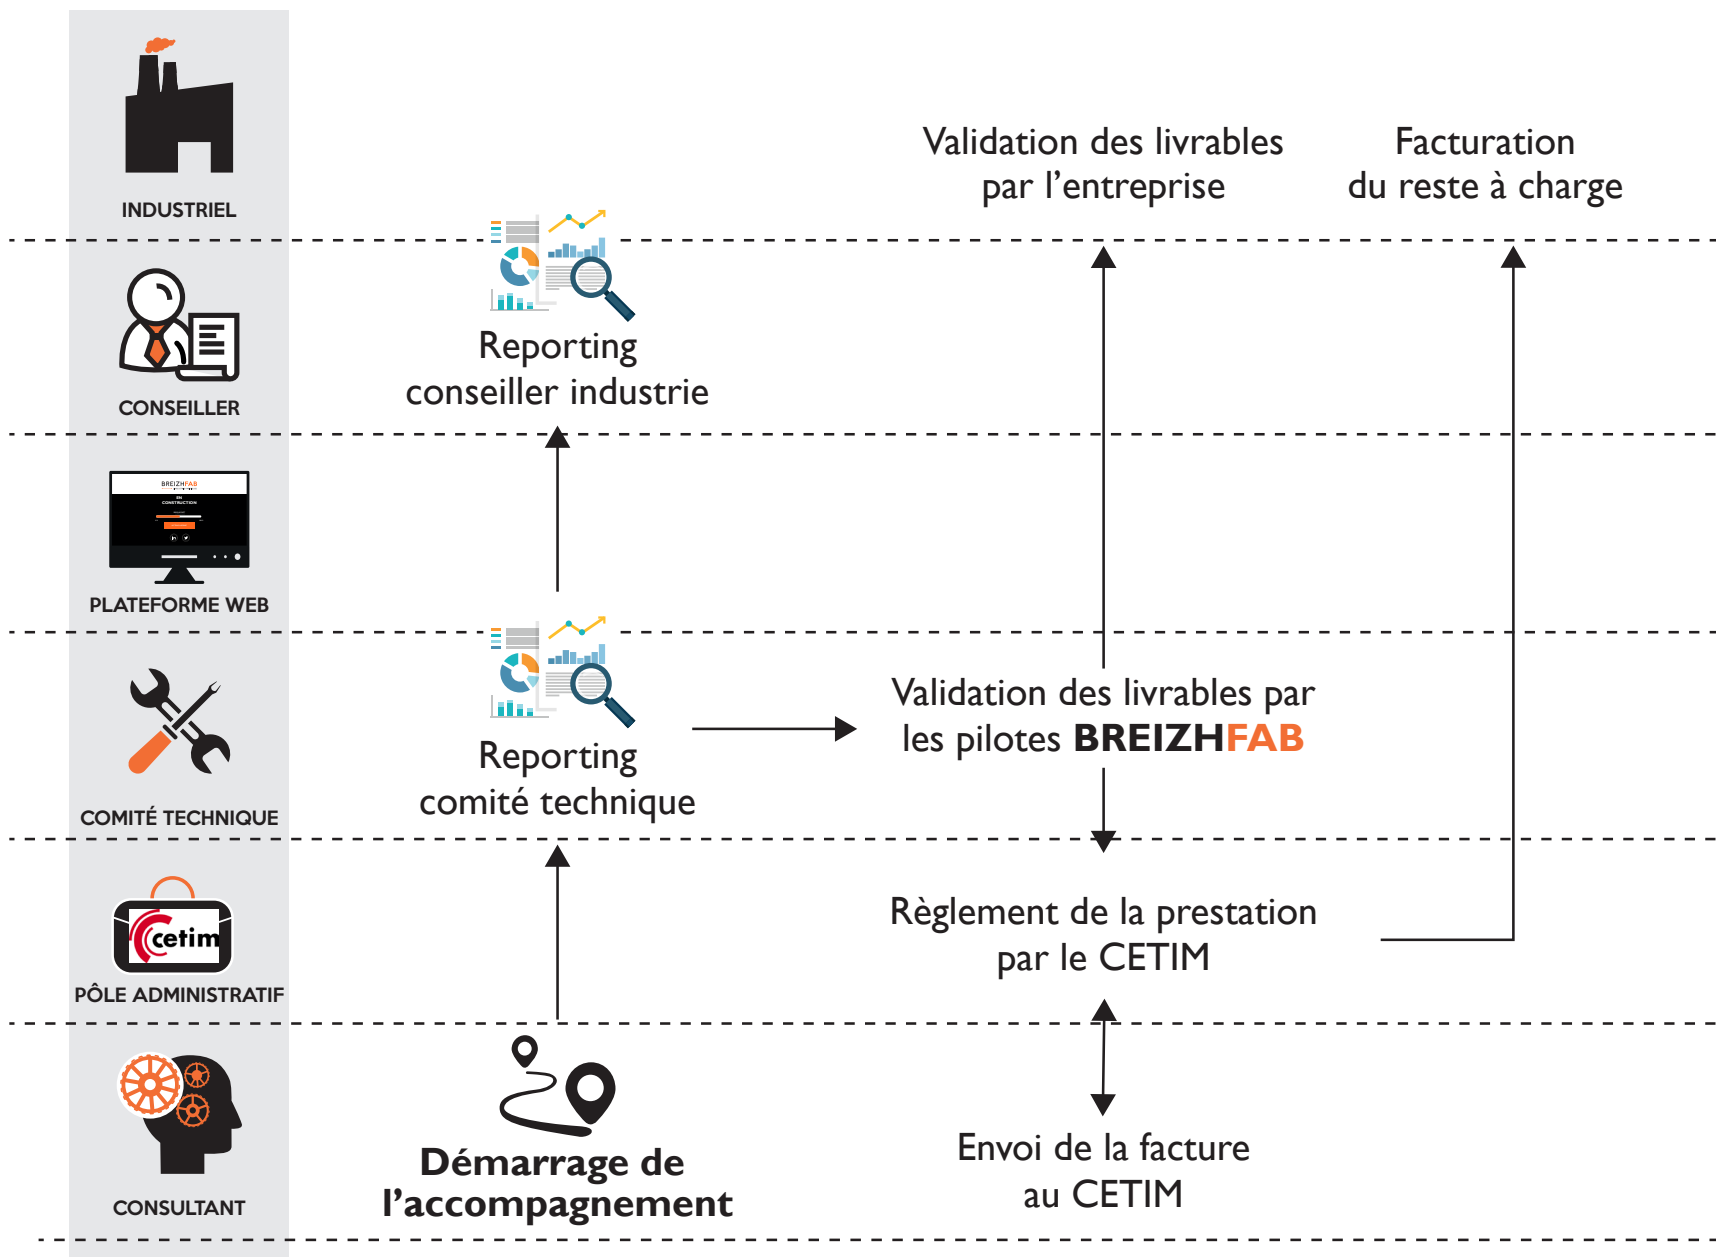 INDUSTRIEL
Validation des livrables
par l’entreprise
Facturation
du reste à charge
CONSEILLER
Reporting
conseiller industrie
BREIZHFAB
EN
CONSTRUCTION
PLATEFORME WEB
COMITÉ TECHNIQUE
Reporting
comité technique
Validation des livrables par
les pilotes BREIZHFAB
cetim
PÔLE ADMINISTRATIF
Règlement de la prestation
par le CETIM
CONSULTANT
Démarrage de
l’accompagnement
Envoi de la facture
au CETIM